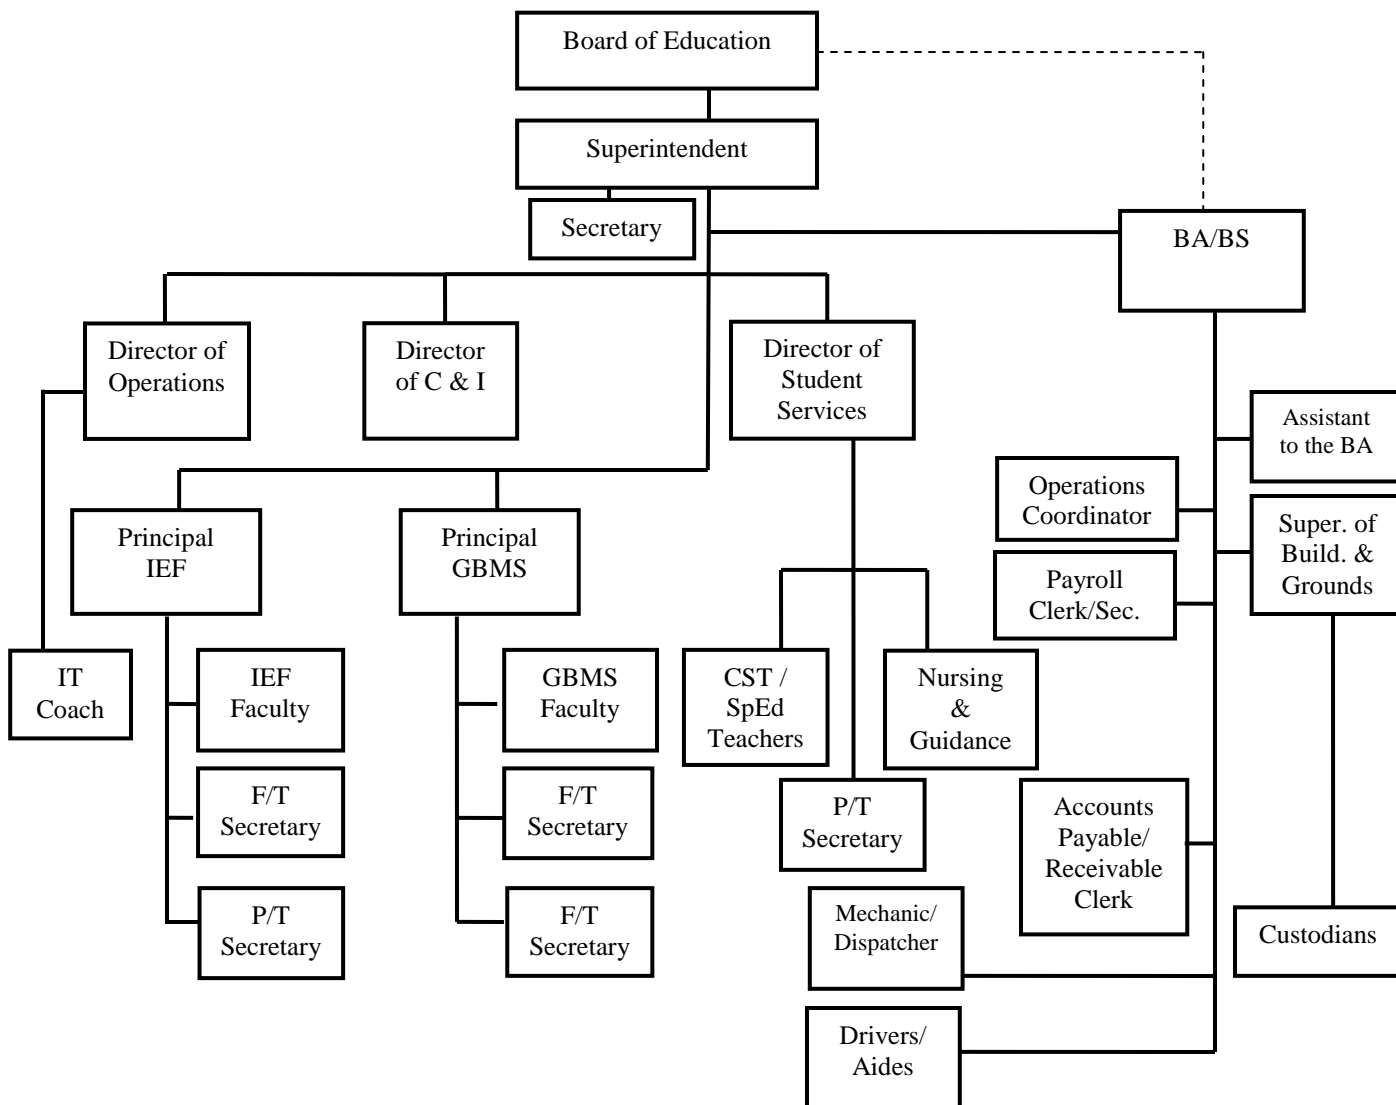 Board of Education
Superintendent
Secretary
BA/BS
Director of
Operations
Director
of C & I
Director of
Student
Services
Assistant
to the BA
Operations
Coordinator
Super. of
Build. &
Grounds
Principal
IEF
Principal
GBMS
Payroll
Clerk/Sec.
IT
Coach
IEF
Faculty
GBMS
Faculty
CST /
SpEd
Teachers
Nursing
&
Guidance
F/T
Secretary
F/T
Secretary
P/T
Secretary
Accounts
Payable/
Receivable
Clerk
P/T
Secretary
F/T
Secretary
Mechanic/
Dispatcher
Custodians
Drivers/
Aides